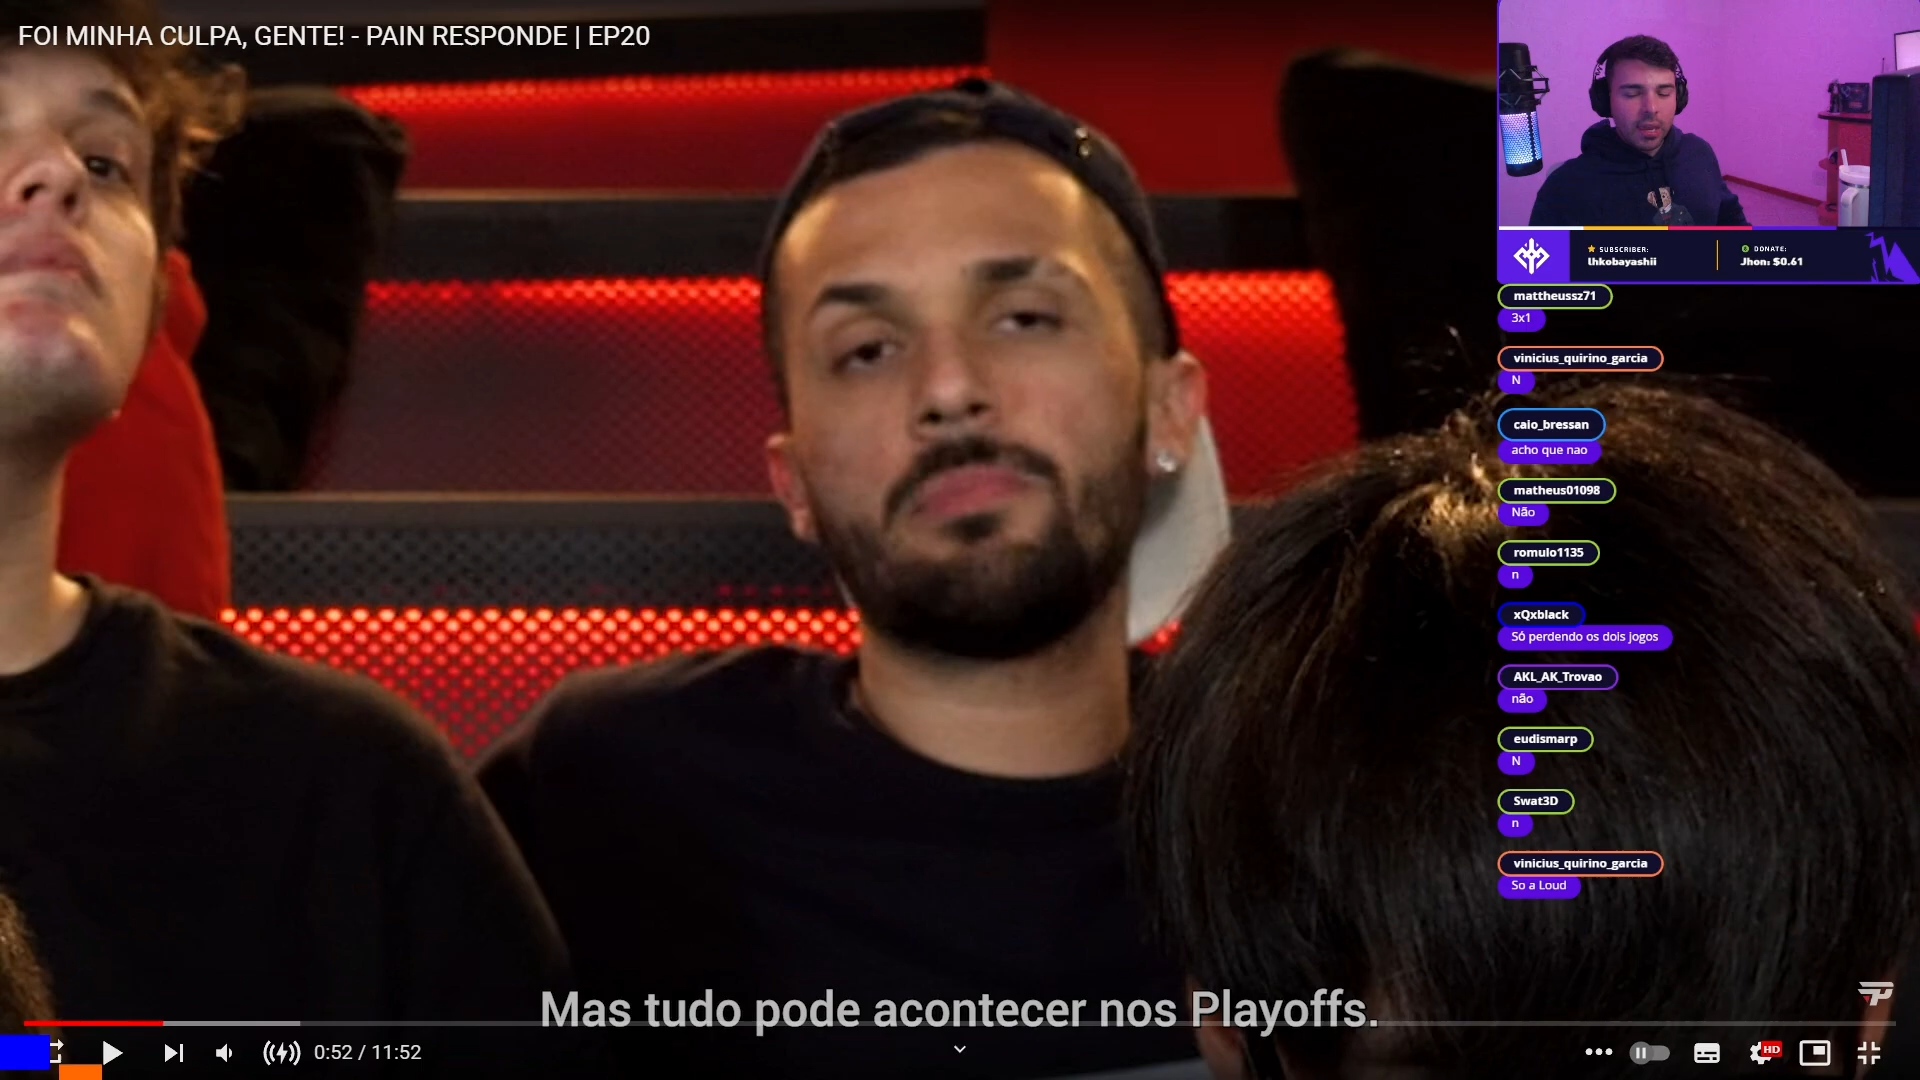 FOI MINHA CULPA, GENTE! - PAIN RESPONDE | EP20
SUBSCRIBER:
lhkobayashii
DONATE:
Jhon: $0.61
mattheussz71
3x1
vinicius_quirino_garcia
N
caio_bressan
acho que nao
matheus01098
Não
romulo1135
n
xQxblack
Só perdendo os dois jogos
AKL_AK_Trovao
não
eudismarp
N
Swat3D
n
vinicius_quirino_garcia
So a Loud
Mas tudo pode acontecer nos Playoffs.
0:52 / 11:52
HD